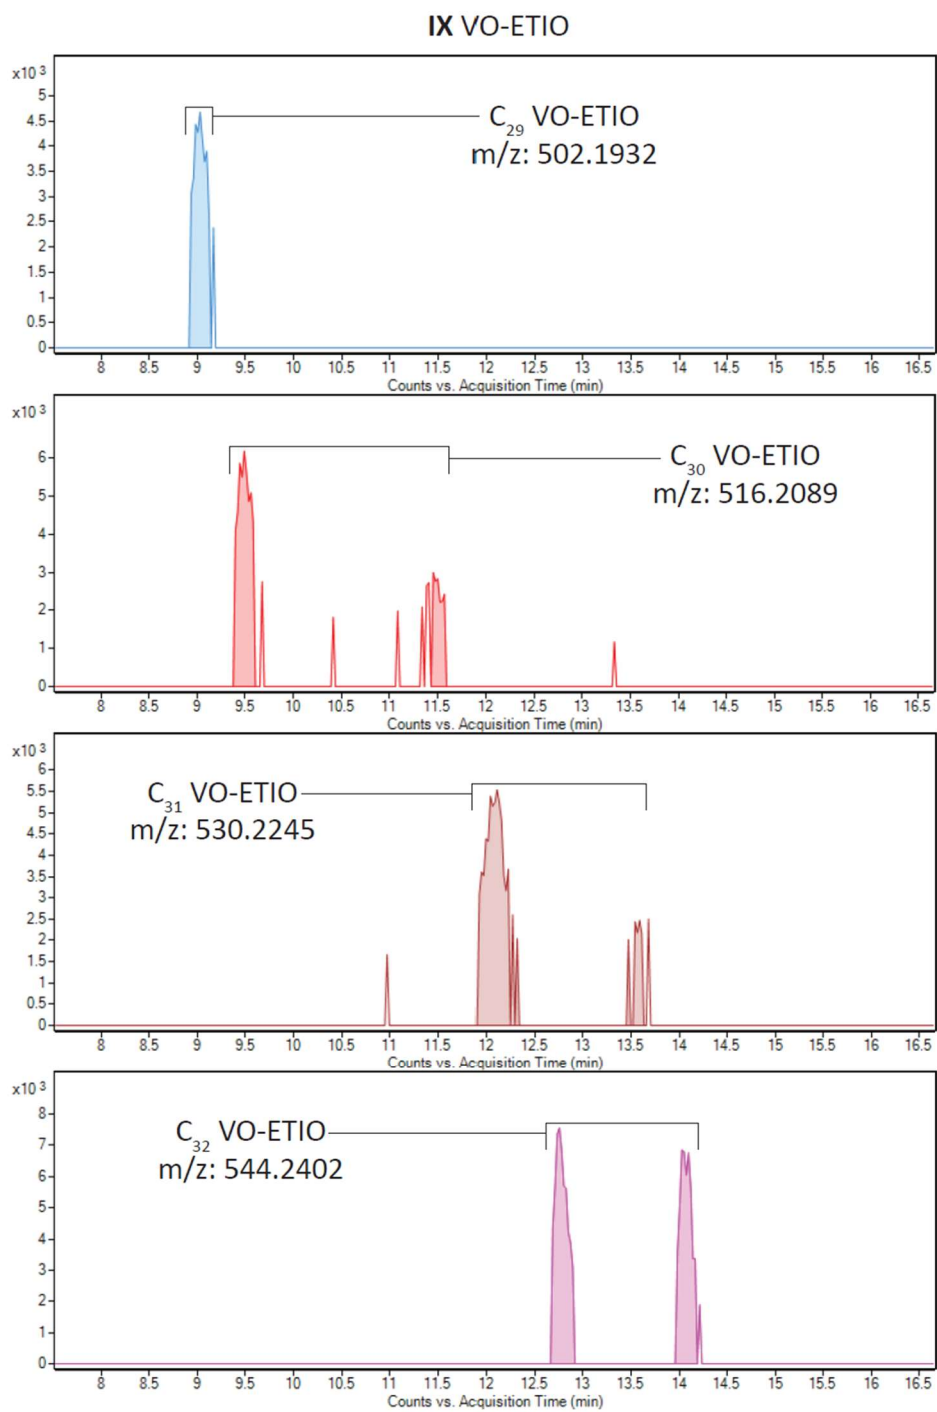 IX VO-ETIO
x10 3
5
4.5
4
3.5
3
2.5
2
1.5
1
0.5
0
C29 VO-ETIO
m/z: 502.1932
8 8.5 9 9.5 10 10.5 11 11.5 12 12.5 13 13.5 14 14.5 15 15.5 16 16.5
Counts vs. Acquisition Time (min)
x10 3
6
5
4
3
2
1
0
C30 VO-ETIO
m/z: 516.2089
8 8.5 9 9.5 10 10.5 11 11.5 12 12.5 13 13.5 14 14.5 15 15.5 16 16.5
Counts vs. Acquisition Time (min)
x10 3
6
5.5
5
4.5
4
3.5
3
2.5
2
1.5
1
0.5
0
C31 VO-ETIO
m/z: 530.2245
8 8.5 9 9.5 10 10.5 11 11.5 12 12.5 13 13.5 14 14.5 15 15.5 16 16.5
Counts vs. Acquisition Time (min)
x10 3
8
7
6
5
4
3
2
1
0
C32 VO-ETIO
m/z: 544.2402
8 8.5 9 9.5 10 10.5 11 11.5 12 12.5 13 13.5 14 14.5 15 15.5 16 16.5
Counts vs. Acquisition Time (min)